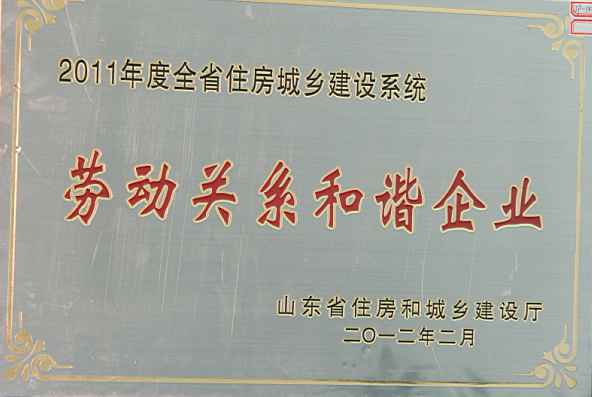 2011年度全省住房城乡建设系统
劳动关系和谐企业
山东省住房和城乡建设厅
二〇一二年二月